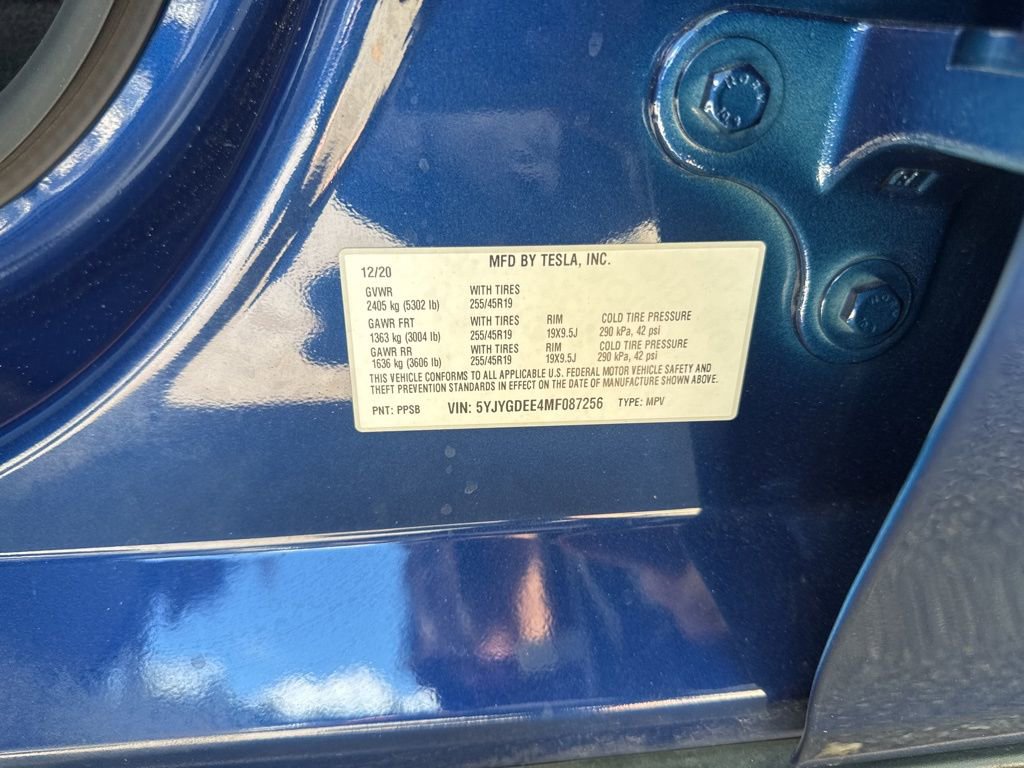 MFD BY TESLA, INC.
12/20
GVWR WITH TIRES
2405 kg (5302 lb) 255/45R19
GAWR FRT WITH TIRES RIM COLD TIRE PRESSURE
1363 kg (3004 lb) 255/45R19 19X9.5J 290 kPa, 42 psi
GAWR RR WITH TIRES RIM COLD TIRE PRESSURE
1636 kg (3606 lb) 255/45R19 19X9.5J 290 kPa, 42 psi
THIS VEHICLE CONFORMS TO ALL APPLICABLE U.S. FEDERAL MOTOR VEHICLE SAFETY AND
THEFT PREVENTION STANDARDS IN EFFECT ON THE DATE OF MANUFACTURE SHOWN ABOVE.
PNT: PPSB VIN: 5YJYGDEE4MF087256 TYPE: MPV